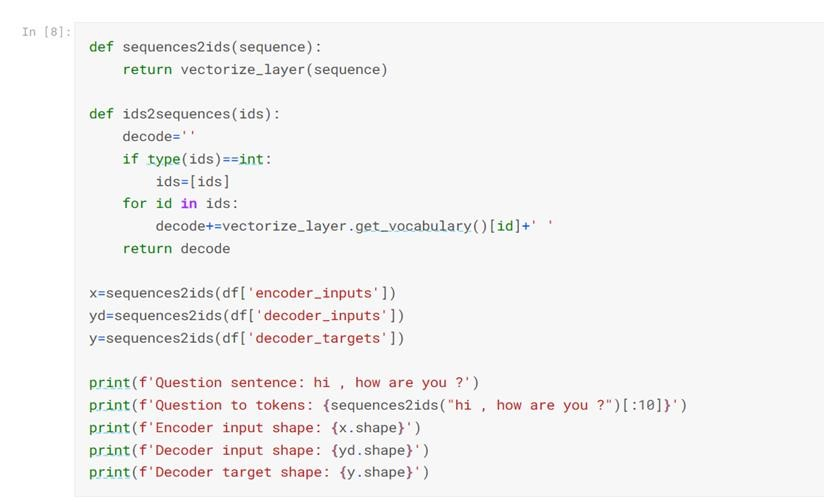 In [8]:
def sequences2ids(sequence):
    return vectorize_layer(sequence)

def ids2sequences(ids):
    decode=''
    if type(ids)==int:
        ids=[ids]
    for id in ids:
        decode+=vectorize_layer.get_vocabulary()[id]+' '
    return decode

x=sequences2ids(df['encoder_inputs'])
yd=sequences2ids(df['decoder_inputs'])
y=sequences2ids(df['decoder_targets'])

print(f'Question sentence: hi , how are you ?')
print(f'Question to tokens: {sequences2ids("hi , how are you ?")[:10]}')
print(f'Encoder input shape: {x.shape}')
print(f'Decoder input shape: {yd.shape}')
print(f'Decoder target shape: {y.shape}')